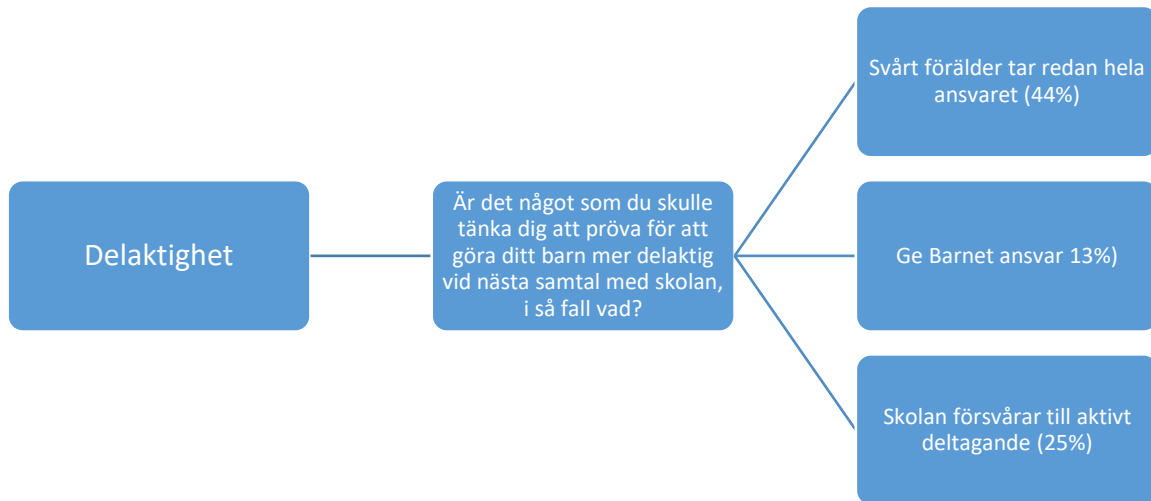 Delaktighet
Är det något som du skulle
tänka dig att pröva för att
göra ditt barn mer delaktig
vid nästa samtal med skolan,
i så fall vad?
Svårt förälder tar redan hela
ansvaret (44%)
Ge Barnet ansvar 13%)
Skolan försvårar till aktivt
deltagande (25%)